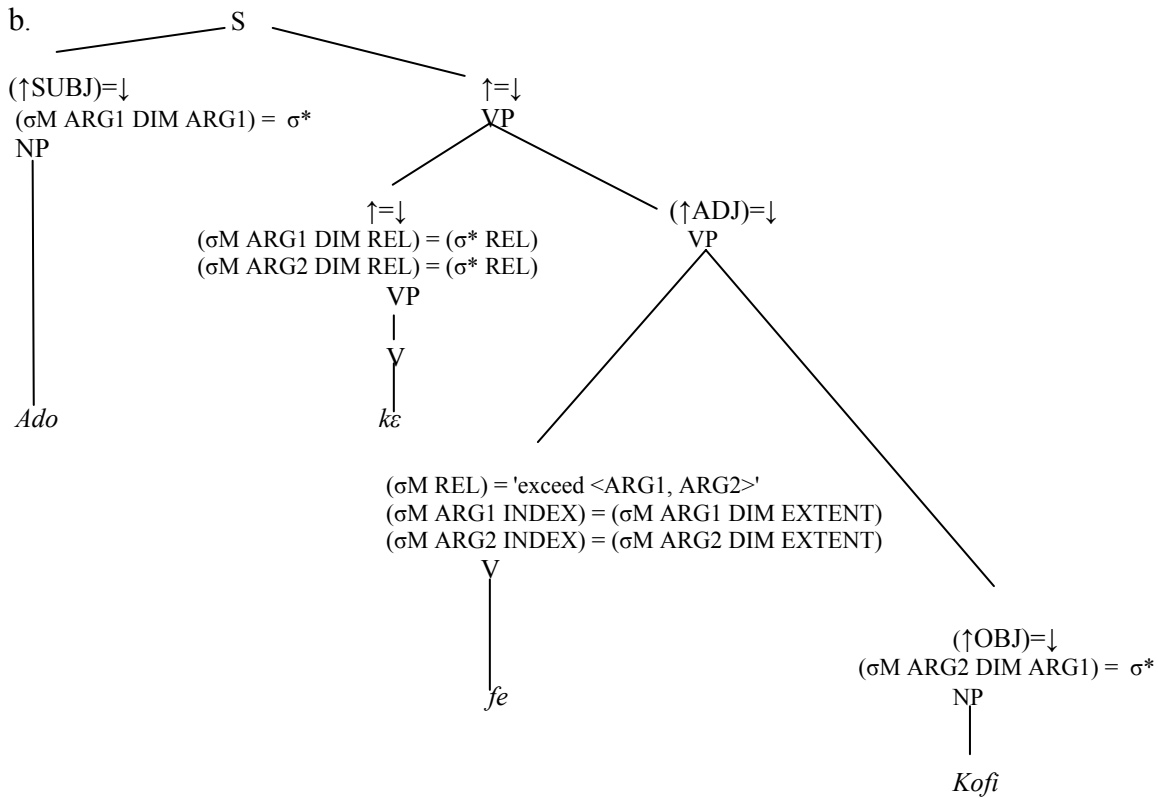 b.
S
(↑SUBJ)=↓
(σM ARG1 DIM ARG1) = σ*
NP
↑=↓
VP
↑=↓
(σM ARG1 DIM REL) = (σ* REL)
(σM ARG2 DIM REL) = (σ* REL)
VP
V
(↑ADJ)=↓
VP
Ado
kɛ
(σM REL) = 'exceed <ARG1, ARG2>'
(σM ARG1 INDEX) = (σM ARG1 DIM EXTENT)
(σM ARG2 INDEX) = (σM ARG2 DIM EXTENT)
V
fe
(↑OBJ)=↓
(σM ARG2 DIM ARG1) = σ*
NP
Kofi